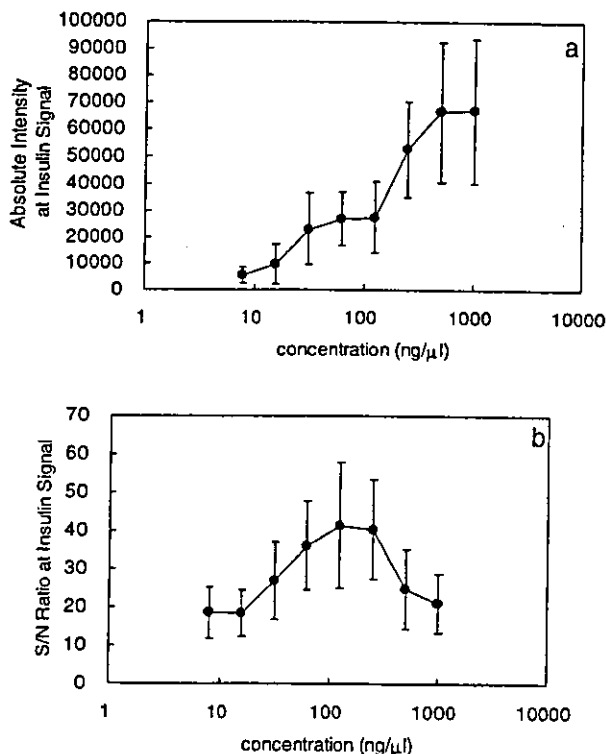 a
Absolute Intensity
at Insulin Signal
100000
90000
80000
70000
60000
50000
40000
30000
20000
10000
0
1 10 100 1000 10000
concentration (ng/μl)
b
S/N Ratio at Insulin Signal
70
60
50
40
30
20
10
0
1 10 100 1000 10000
concentration (ng/μl)